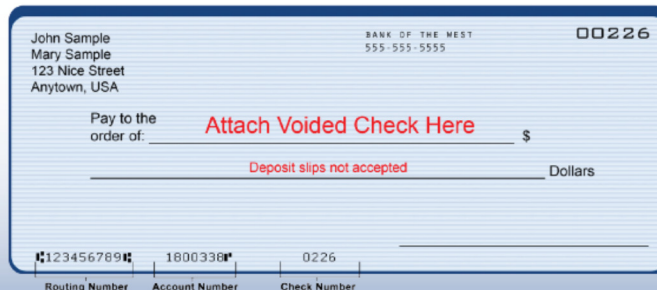 John Sample
Mary Sample
123 Nice Street
Anytown, USA
BANK OF THE WEST
555-555-5555
00226
Pay to the
order of:
Attach Voided Check Here
$
Deposit slips not accepted
Dollars
⑆123456789⑆ 1800338⑈ 0226
Routing Number Account Number Check Number